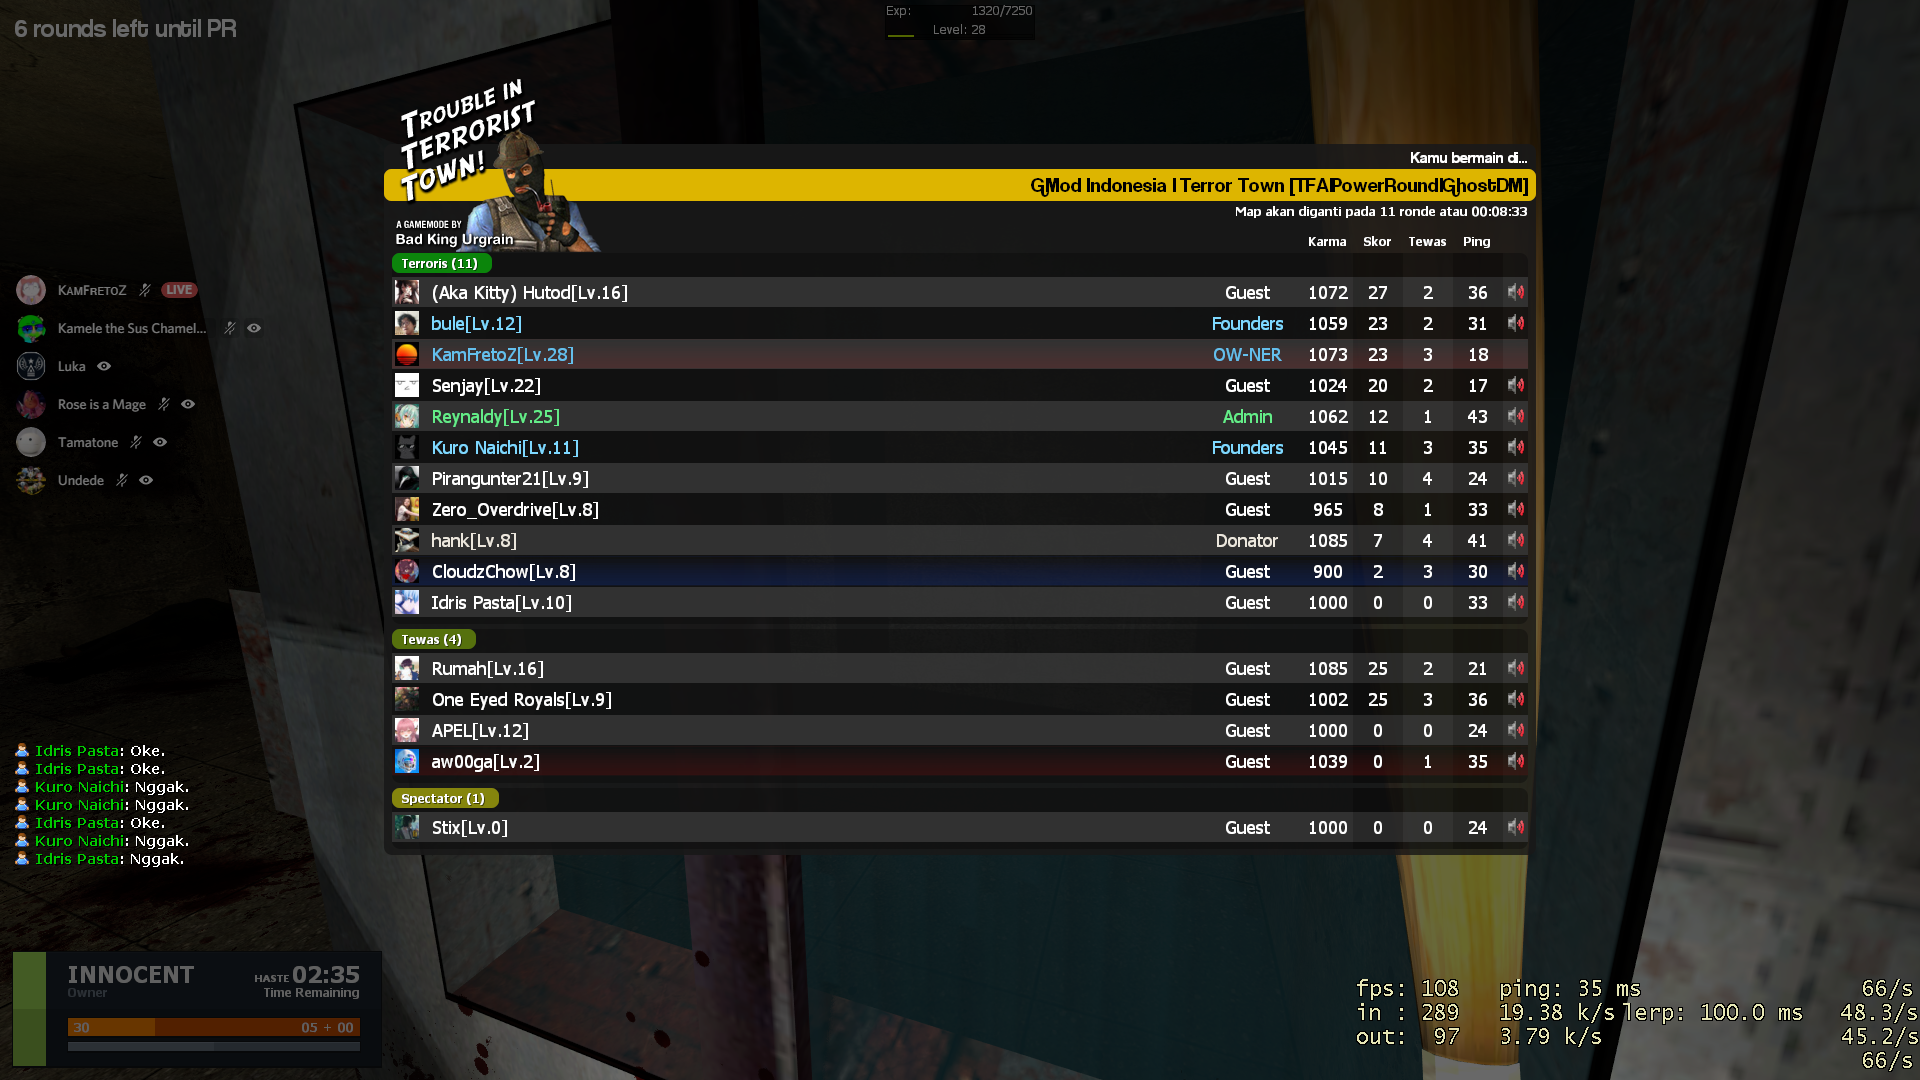 6 rounds left until PR
Exp: 1320/7250
Level: 28
TROUBLE IN
TERRORIST
TOWN!
A GAMEMODE BY
Bad King Urgrain
Kamu bermain di...
GMod Indonesia | Terror Town [TFA|PowerRound|GhostDM]
Map akan diganti pada 11 ronde atau 00:08:33
Karma Skor Tewas Ping
Terroris (11)
(Aka Kitty) Hutod[Lv.16] Guest 1072 27 2 36
bule[Lv.12] Founders 1059 23 2 31
KamFretoZ[Lv.28] OW-NER 1073 23 3 18
Senjay[Lv.22] Guest 1024 20 2 17
Reynaldy[Lv.25] Admin 1062 12 1 43
Kuro Naichi[Lv.11] Founders 1045 11 3 35
Pirangunter21[Lv.9] Guest 1015 10 4 24
Zero_Overdrive[Lv.8] Guest 965 8 1 33
hank[Lv.8] Donator 1085 7 4 41
CloudzChow[Lv.8] Guest 900 2 3 30
Idris Pasta[Lv.10] Guest 1000 0 0 33
Tewas (4)
Rumah[Lv.16] Guest 1085 25 2 21
One Eyed Royals[Lv.9] Guest 1002 25 3 36
APEL[Lv.12] Guest 1000 0 0 24
aw00ga[Lv.2] Guest 1039 0 1 35
Spectator (1)
Stix[Lv.0] Guest 1000 0 0 24
KAMFRETOZ LIVE
Kamele the Sus Chamel...
Luka
Rose is a Mage
Tamatone
Undede
Idris Pasta: Oke.
Idris Pasta: Oke.
Kuro Naichi: Nggak.
Kuro Naichi: Nggak.
Idris Pasta: Oke.
Kuro Naichi: Nggak.
Idris Pasta: Nggak.
INNOCENT HASTE 02:35
Owner Time Remaining
30 05 + 00
fps: 108 ping: 35 ms 66/s
in : 289 19.38 k/s lerp: 100.0 ms 48.3/s
out: 97 3.79 k/s 45.2/s
66/s